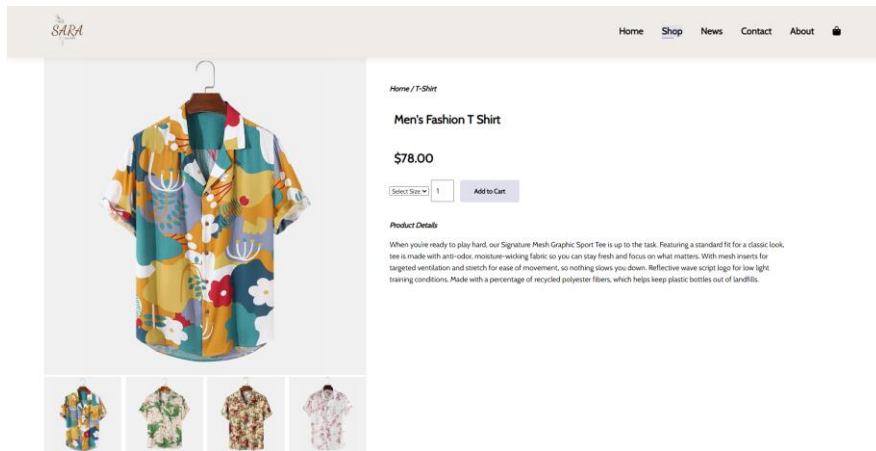 SARA
Home
Shop
News
Contact
About
Home / T-Shirt
Men's Fashion T Shirt
$78.00
Select Size
1
Add to Cart
Product Details
When you're ready to play hard, our Signature Mesh Graphic Sport Tee is up to the task. Featuring a standard fit for a classic look,
tee is made with anti-odor, moisture-wicking fabric so you can stay fresh and focus on what matters. With mesh inserts for
targeted ventilation and stretch for ease of movement, so nothing slows you down. Reflective wave script logo for low light
training conditions. Made with a percentage of recycled polyester fibers, which helps keep plastic bottles out of landfills.